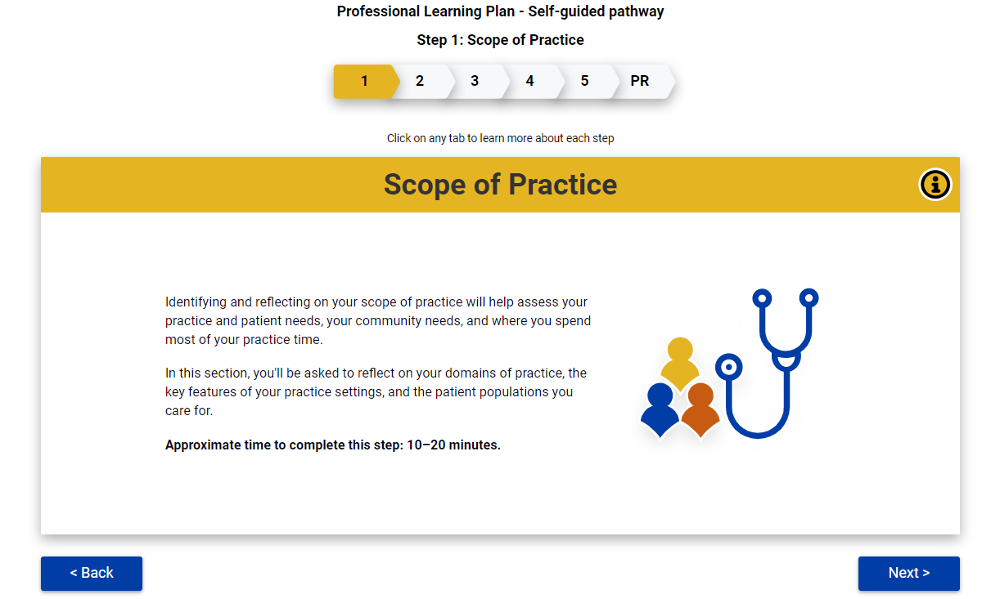 Professional Learning Plan - Self-guided pathway
Step 1: Scope of Practice
1 2 3 4 5 PR
Click on any tab to learn more about each step
Scope of Practice
Identifying and reflecting on your scope of practice will help assess your
practice and patient needs, your community needs, and where you spend
most of your practice time.
In this section, you'll be asked to reflect on your domains of practice, the
key features of your practice settings, and the patient populations you
care for.
Approximate time to complete this step: 10–20 minutes.
< Back
Next >